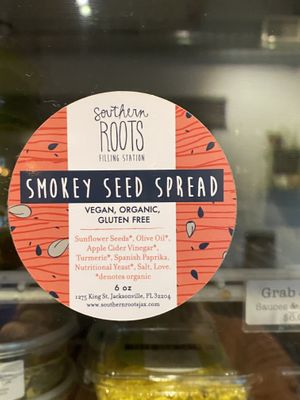 Southern
ROOTS
FILLING STATION
SMOKEY SEED SPREAD
VEGAN, ORGANIC,
GLUTEN FREE
Sunflower Seeds*, Olive Oil*,
Apple Cider Vinegar*,
Turmeric*, Spanish Paprika,
Nutritional Yeast*, Salt, Love.
*denotes organic
6 oz
1275 King St. Jacksonville, FL 32204
www.southernrootsjax.com
Grab
Sauces